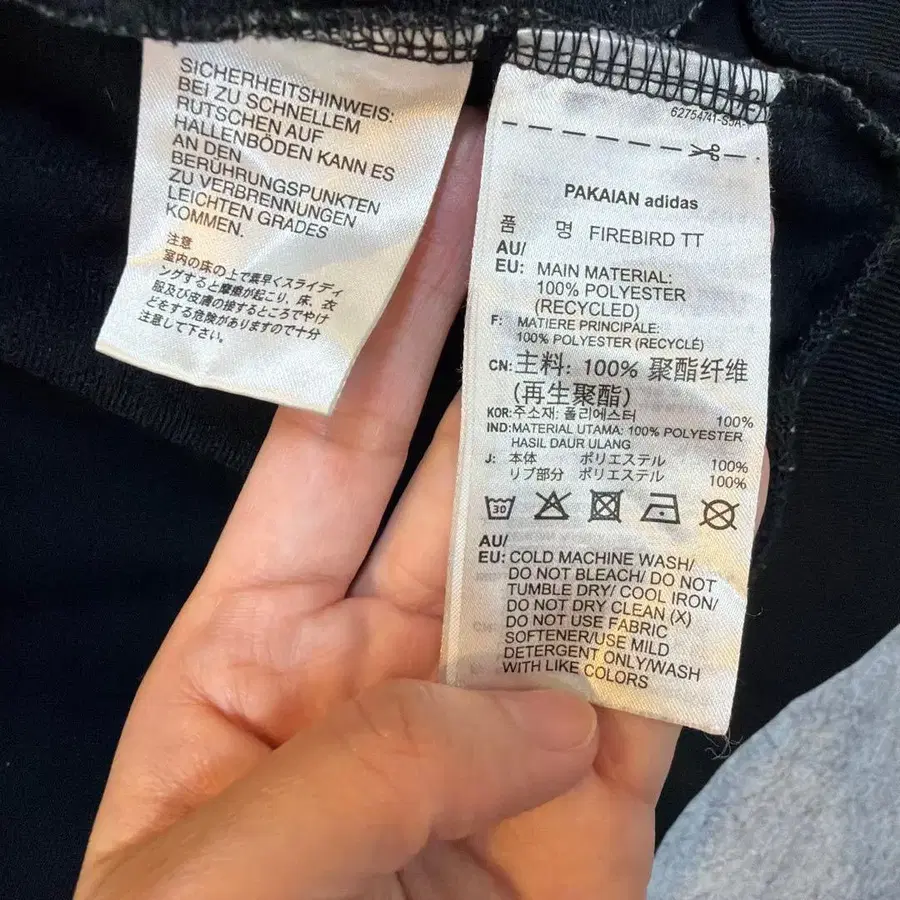 SICHERHEITSHINWEIS:
BEI ZU SCHNELLEM
RUTSCHEN AUF
HALLENBÖDEN KANN ES
AN DEN
BERÜHRUNGSPUNKTEN
ZU VERBRENNUNGEN
LEICHTEN GRADES
KOMMEN.
注意
室内の床の上で素早くスライディ
ングすると摩擦が起こり、床、衣
服及び皮膚の接するところでやけ
どをする危険がありますので十分
注意して下さい。
PAKAIAN adidas
품 명 FIREBIRD TT
AU/
EU: MAIN MATERIAL:
100% POLYESTER
(RECYCLED)
F: MATIERE PRINCIPALE:
100% POLYESTER (RECYCLÉ)
CN: 主料: 100% 聚酯纤维
(再生聚酯)
KOR: 주소재: 폴리에스터 100%
IND: MATERIAL UTAMA: 100% POLYESTER
HASIL DAUR ULANG
J: 本体 ポリエステル 100%
リブ部分 ポリエステル 100%
30
AU/
EU: COLD MACHINE WASH/
DO NOT BLEACH/ DO NOT
TUMBLE DRY/ COOL IRON/
DO NOT DRY CLEAN (X)
DO NOT USE FABRIC
SOFTENER/USE MILD
DETERGENT ONLY/WASH
WITH LIKE COLORS